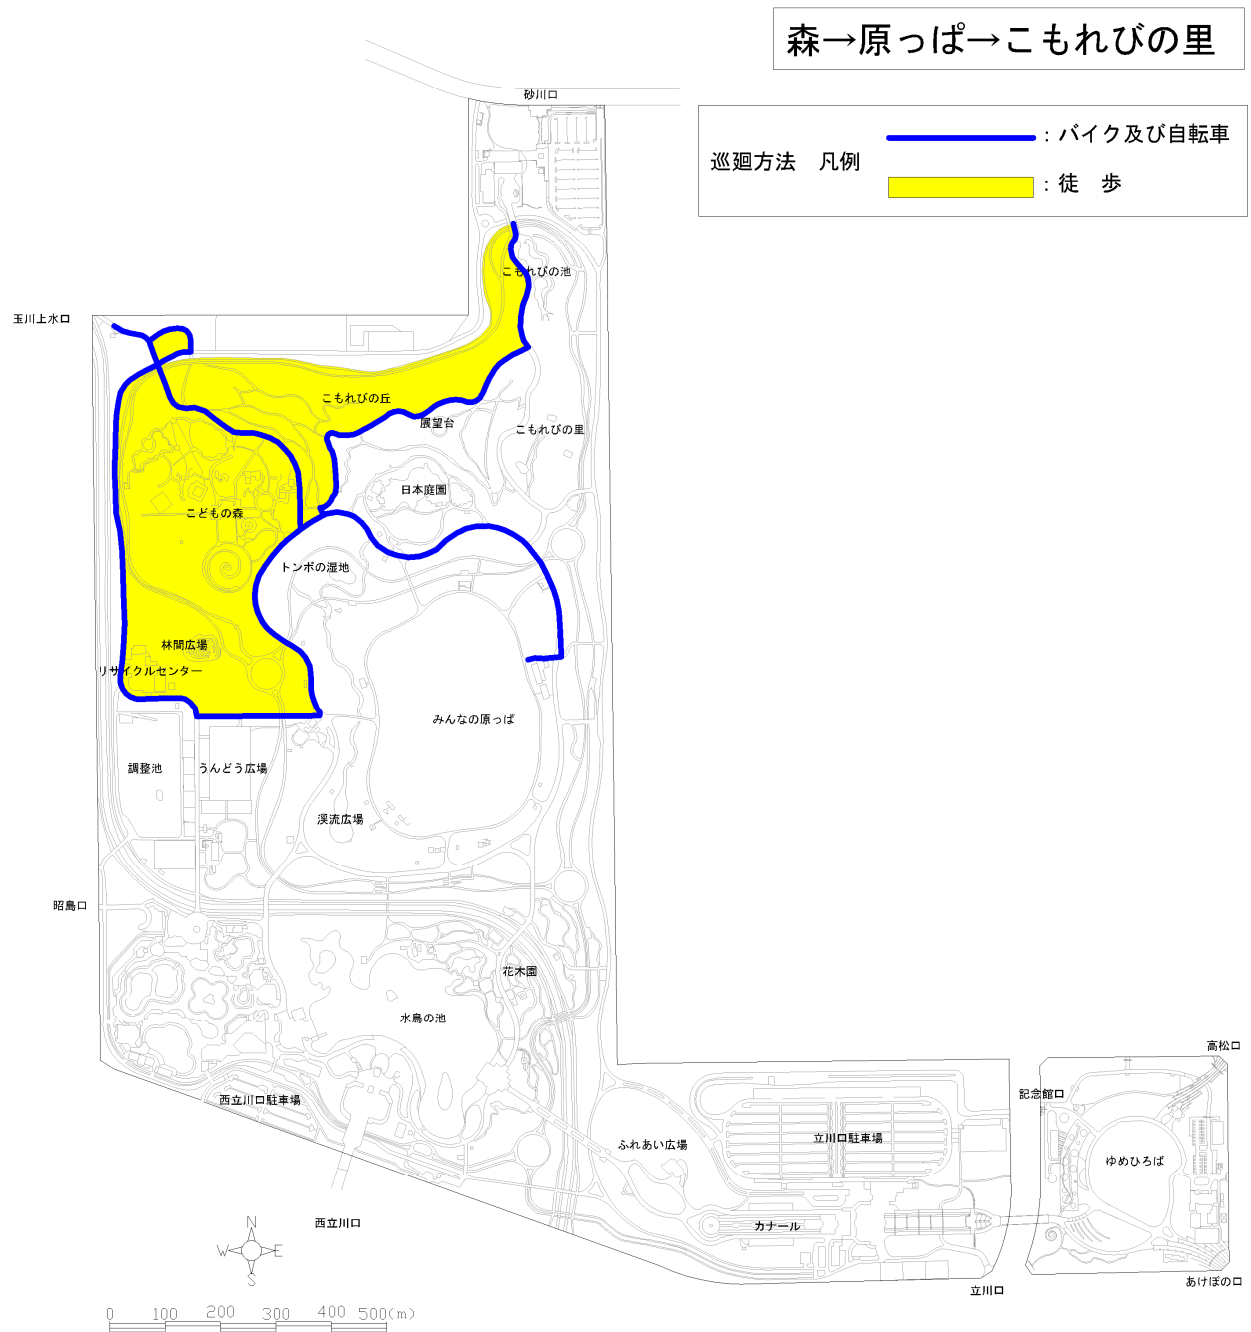 森→原っぱ→こもれびの里
砂川口
巡廻方法　凡例
：バイク及び自転車
：徒　歩
こもれびの池
玉川上水口
こもれびの丘
展望台
こもれびの里
日本庭園
こどもの森
トンボの湿地
林間広場
リサイクルセンター
みんなの原っぱ
調整池
うんどう広場
渓流広場
昭島口
花木園
水鳥の池
高松口
記念館口
西立川口駐車場
立川口駐車場
ふれあい広場
ゆめひろば
西立川口
カナール
N
W
E
S
あけぼの口
立川口
0 100 200 300 400 500(m)